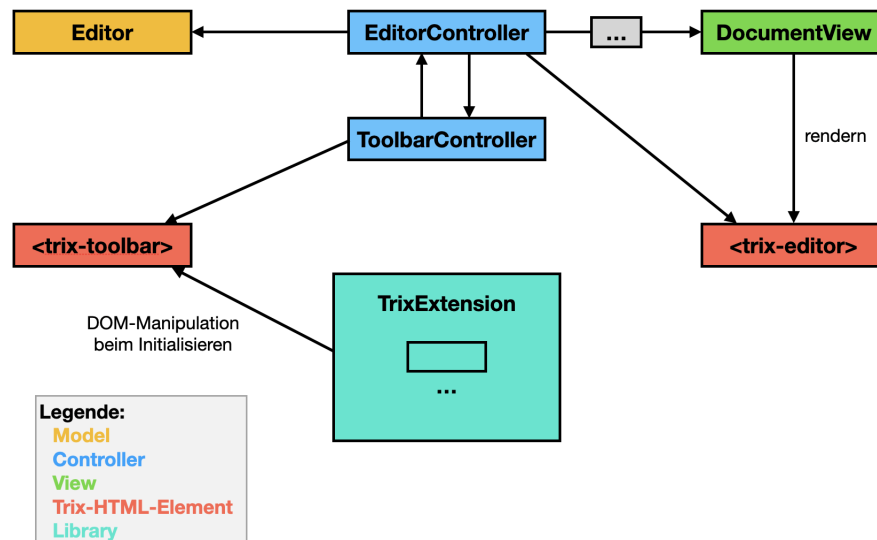 Editor
EditorController
...
DocumentView
ToolbarController
rendern
<trix-toolbar>
<trix-editor>
TrixExtension
...
DOM-Manipulation
beim Initialisieren
Legende:
Model
Controller
View
Trix-HTML-Element
Library